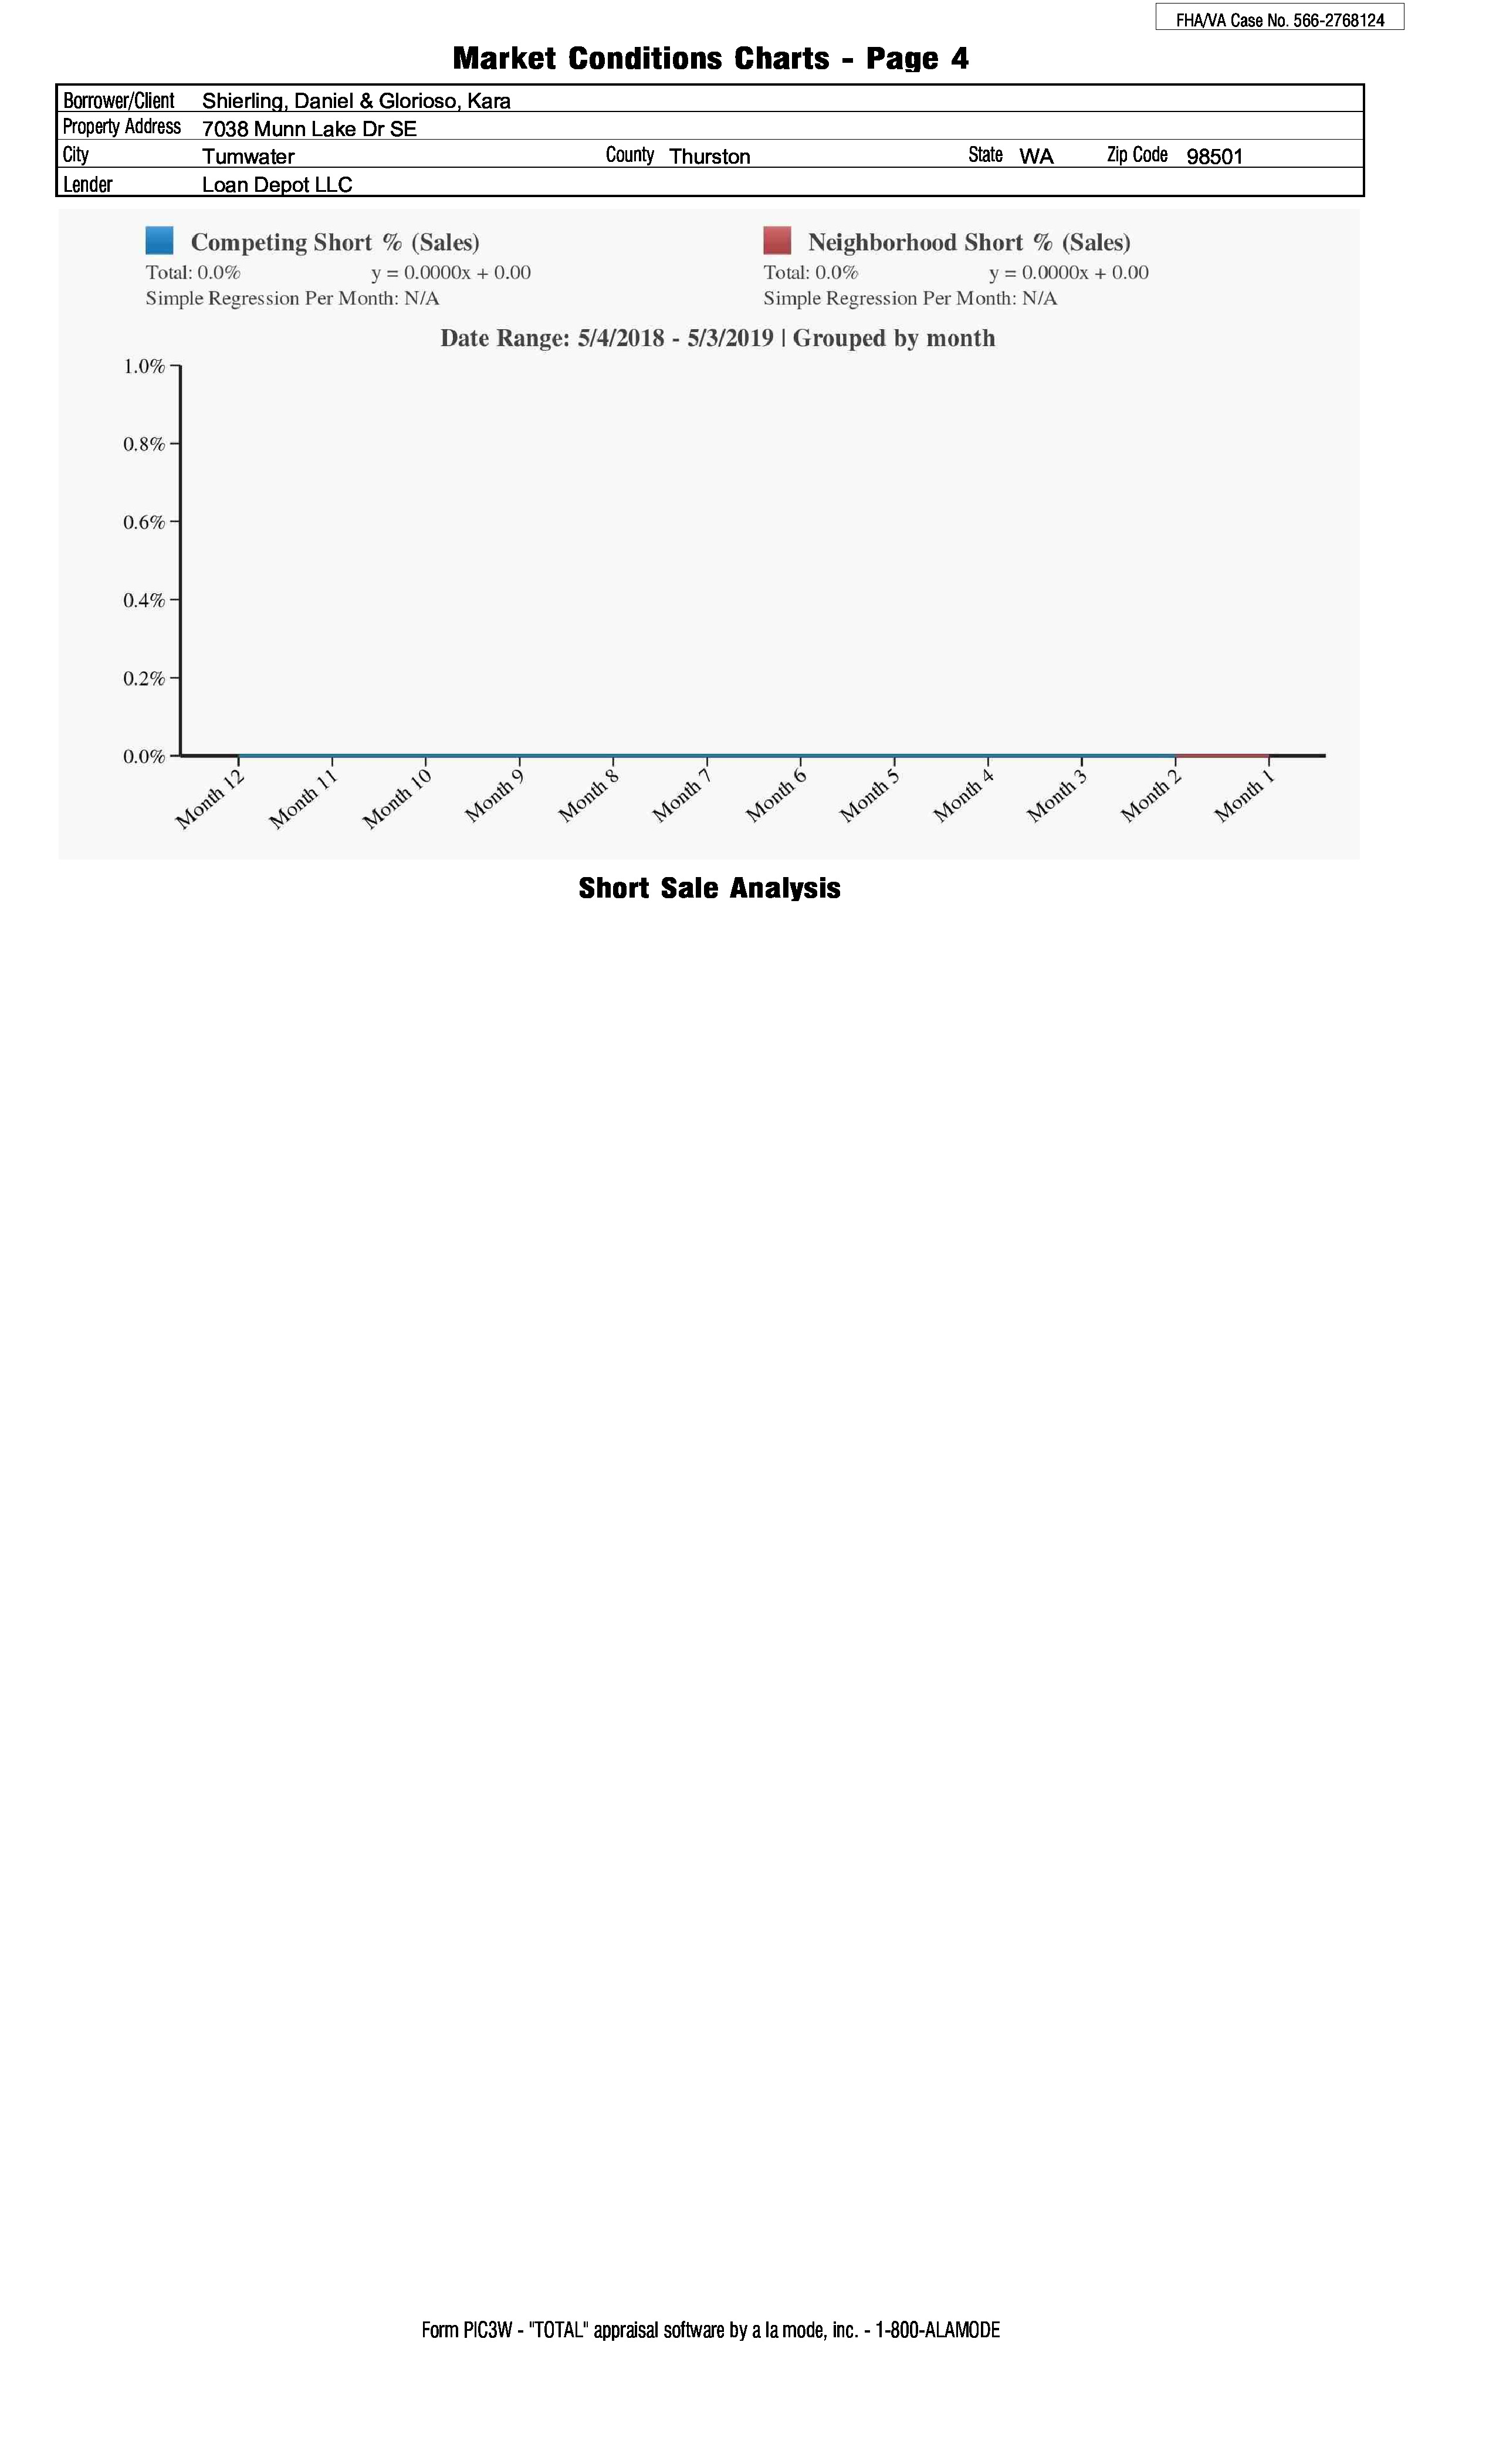 FHA/VA Case No. 566-2768124
Market Conditions Charts - Page 4
Borrower/Client Shierling, Daniel & Glorioso, Kara
Property Address 7038 Munn Lake Dr SE
City Tumwater County Thurston State WA Zip Code 98501
Lender Loan Depot LLC
Competing Short % (Sales) Neighborhood Short % (Sales)
Total: 0.0% y = 0.0000x + 0.00 Total: 0.0% y = 0.0000x + 0.00
Simple Regression Per Month: N/A Simple Regression Per Month: N/A
Date Range: 5/4/2018 - 5/3/2019 | Grouped by month
1.0%
0.8%
0.6%
0.4%
0.2%
0.0%
Month 12 Month 11 Month 10 Month 9 Month 8 Month 7 Month 6 Month 5 Month 4 Month 3 Month 2 Month 1
Short Sale Analysis
Form PIC3W - "TOTAL" appraisal software by a la mode, inc. - 1-800-ALAMODE